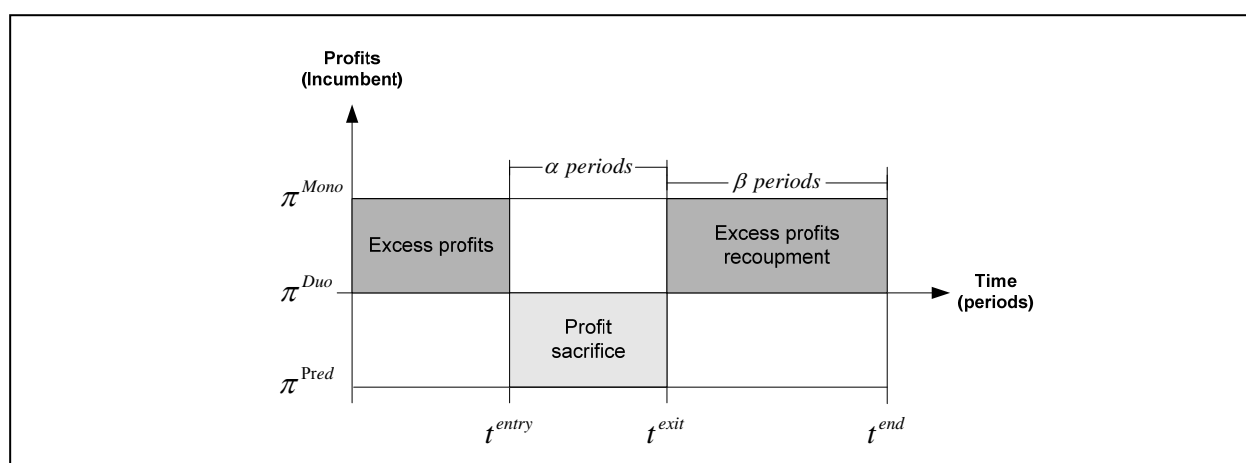 Profits
(Incumbent)
α periods
β periods
π^Mono
Excess profits
Excess profits
recoupment
π^Duo
Time
(periods)
Profit
sacrifice
π^Pred
t^entry
t^exit
t^end